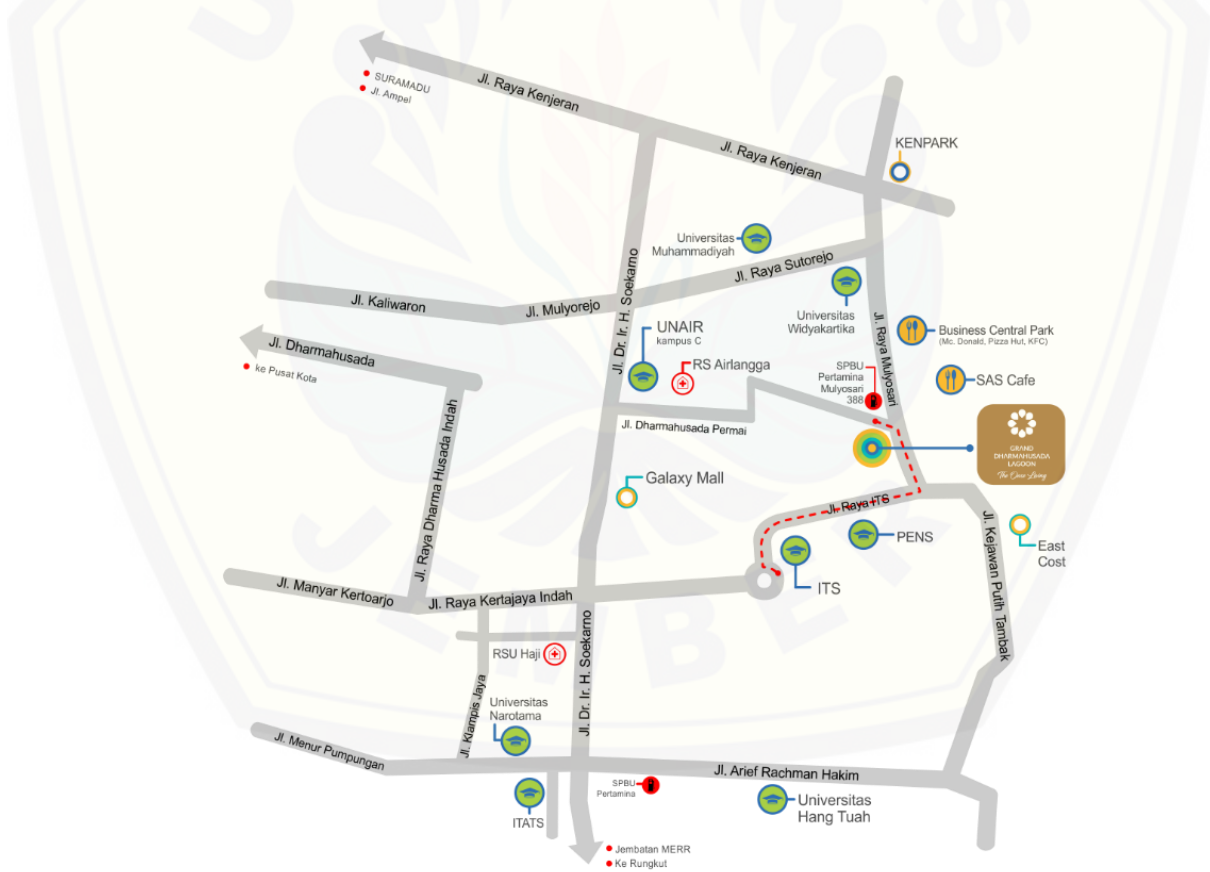 Jl. Raya Kenjeran
SURAMADU
Jl. Ampel
Jl. Raya Kenjeran
KENPARK
Universitas
Muhammadiyah
Jl. Raya Sutorejo
Jl. Kaliwaron
Jl. Mulyorejo
Jl. Dr. Ir. H. Soekarno
Universitas
Widyakartika
Jl. Raya Mulyosari
Business Central Park
(Mc. Donald, Pizza Hut, KFC)
Jl. Dharmahusada
ke Pusat Kota
UNAIR
kampus C
RS Airlangga
SPBU
Pertamina
Mulyosari
388
SAS Cafe
Jl. Dharmahusada Permai
GRAND
DHARMAHUSADA
LAGOON
The Onne Living
Jl. Raya Dharma Husada Indah
Galaxy Mall
Jl. Raya ITS
PENS
Jl. Kejawan Putih Tambak
East
Cost
ITS
Jl. Manyar Kertoarjo
Jl. Raya Kertajaya Indah
RSU Haji
Jl. Dr. Ir. H. Soekarno
Jl. Klampis Jaya
Universitas
Narotama
Jl. Menur Pumpungan
Jl. Arief Rachman Hakim
SPBU
Pertamina
ITATS
Universitas
Hang Tuah
Jembatan MERR
Ke Rungkut
JEMBER